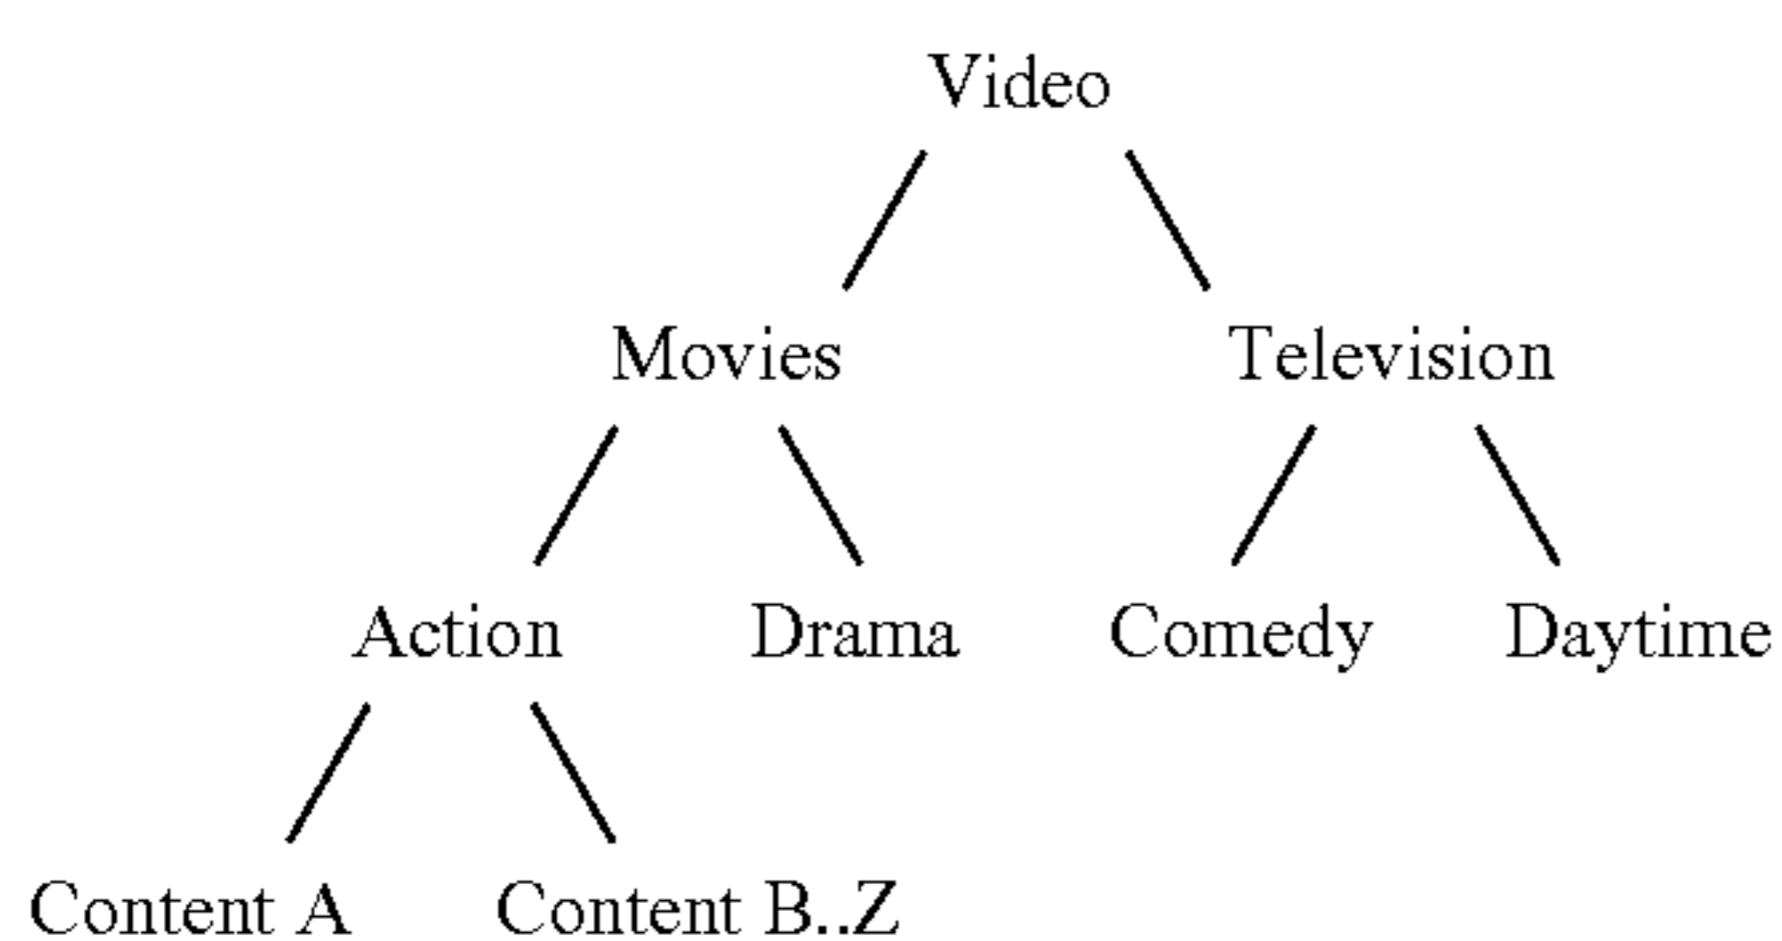 Video
Movies Television
Action Drama Comedy Daytime
Content A Content B..Z